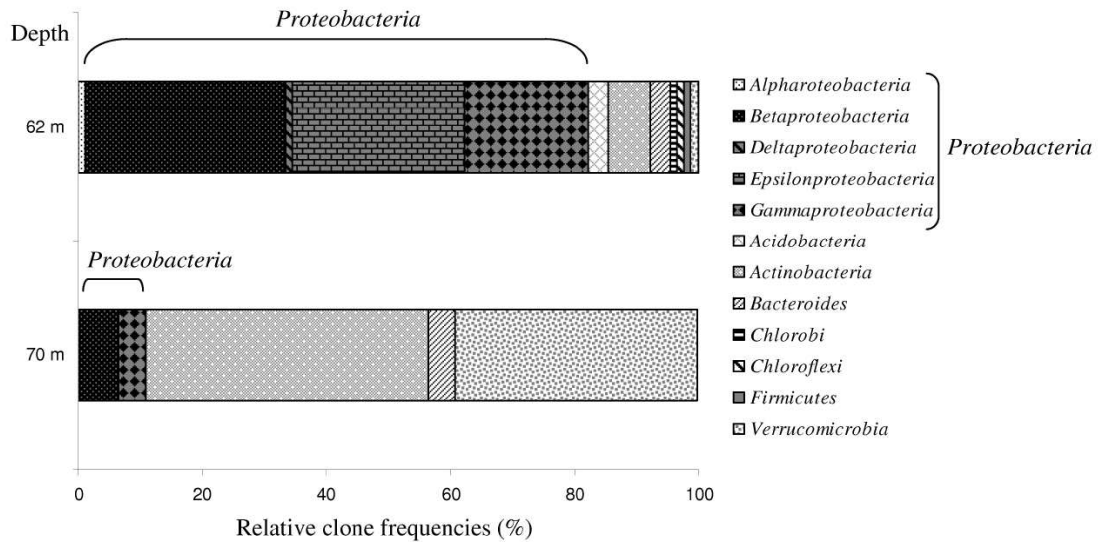 Proteobacteria
Depth
62 m
Proteobacteria
70 m
0 20 40 60 80 100
Relative clone frequencies (%)
Alpharoteobacteria
Betaproteobacteria
Deltaproteobacteria
Epsilonproteobacteria
Gammaproteobacteria
Proteobacteria
Acidobacteria
Actinobacteria
Bacteroides
Chlorobi
Chloroflexi
Firmicutes
Verrucomicrobia